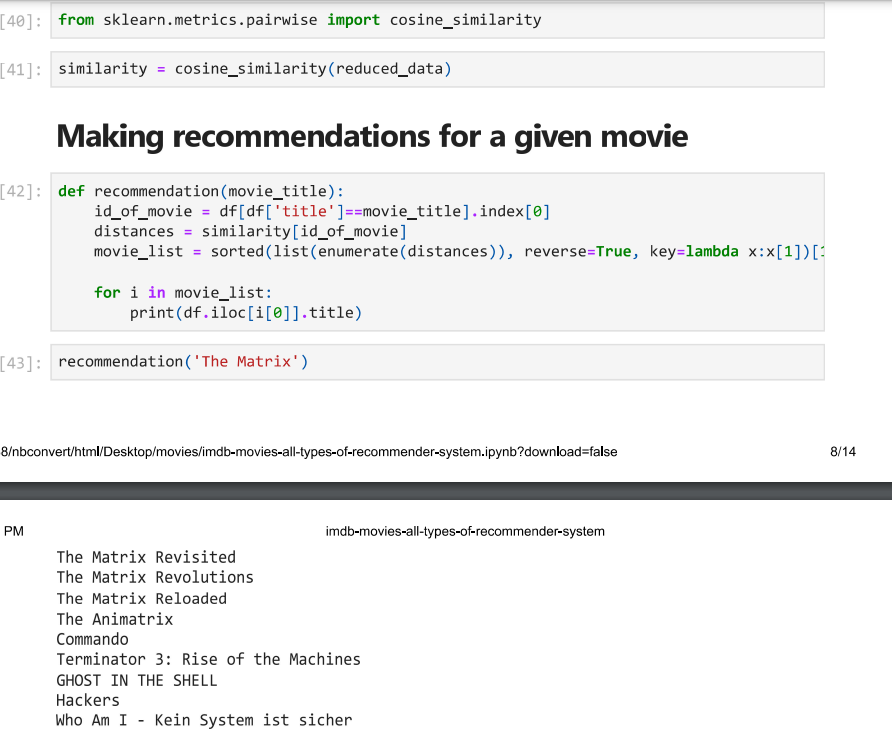 [40]: from sklearn.metrics.pairwise import cosine_similarity
[41]: similarity = cosine_similarity(reduced_data)
Making recommendations for a given movie
[42]: def recommendation(movie_title):
    id_of_movie = df[df['title']==movie_title].index[0]
    distances = similarity[id_of_movie]
    movie_list = sorted(list(enumerate(distances)), reverse=True, key=lambda x:x[1])[1
    for i in movie_list:
        print(df.iloc[i[0]].title)
[43]: recommendation('The Matrix')
8/nbconvert/html/Desktop/movies/imdb-movies-all-types-of-recommender-system.ipynb?download=false 8/14
PM imdb-movies-all-types-of-recommender-system
The Matrix Revisited
The Matrix Revolutions
The Matrix Reloaded
The Animatrix
Commando
Terminator 3: Rise of the Machines
GHOST IN THE SHELL
Hackers
Who Am I - Kein System ist sicher